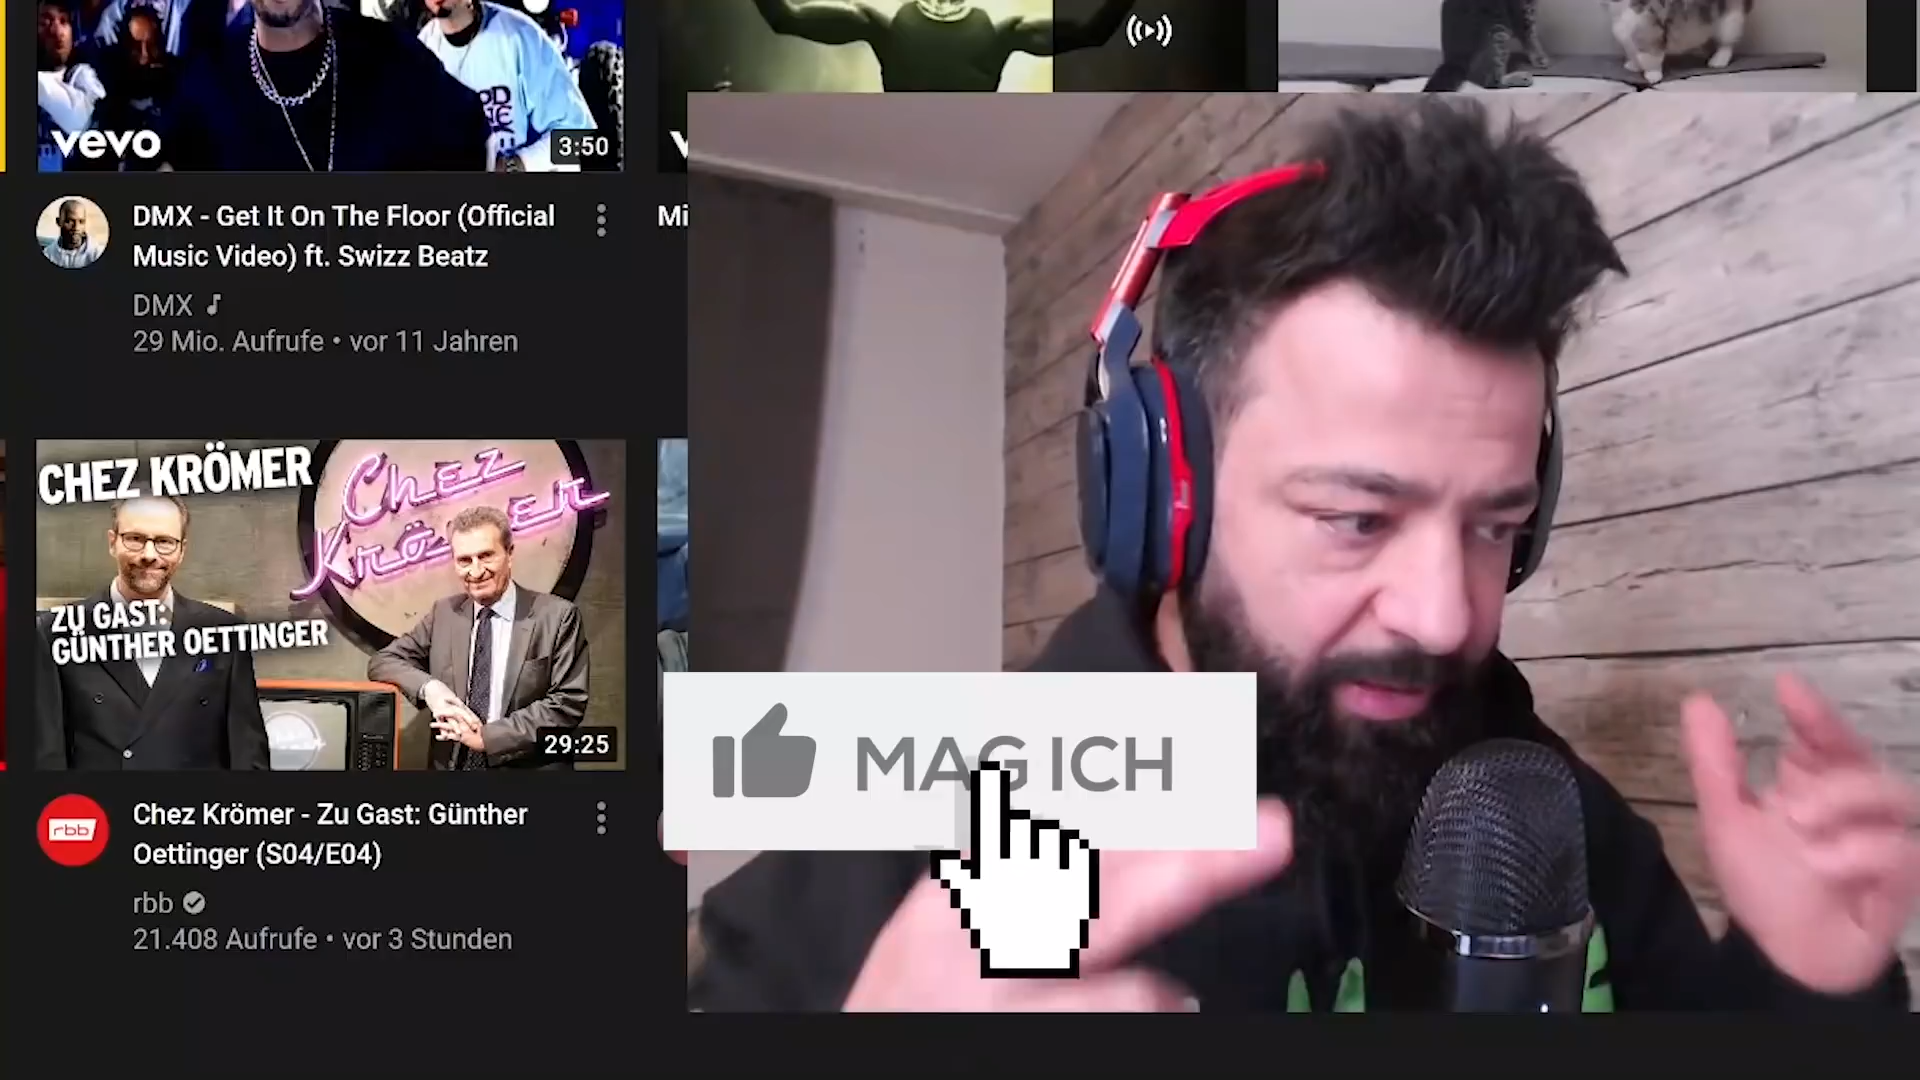 vevo
3:50
DMX - Get It On The Floor (Official
Music Video) ft. Swizz Beatz
DMX
29 Mio. Aufrufe • vor 11 Jahren
Mi
CHEZ KRÖMER
Chez
Krömer
ZU GAST:
GÜNTHER OETTINGER
29:25
MAG ICH
rbb
Chez Krömer - Zu Gast: Günther
Oettinger (S04/E04)
rbb
21.408 Aufrufe • vor 3 Stunden